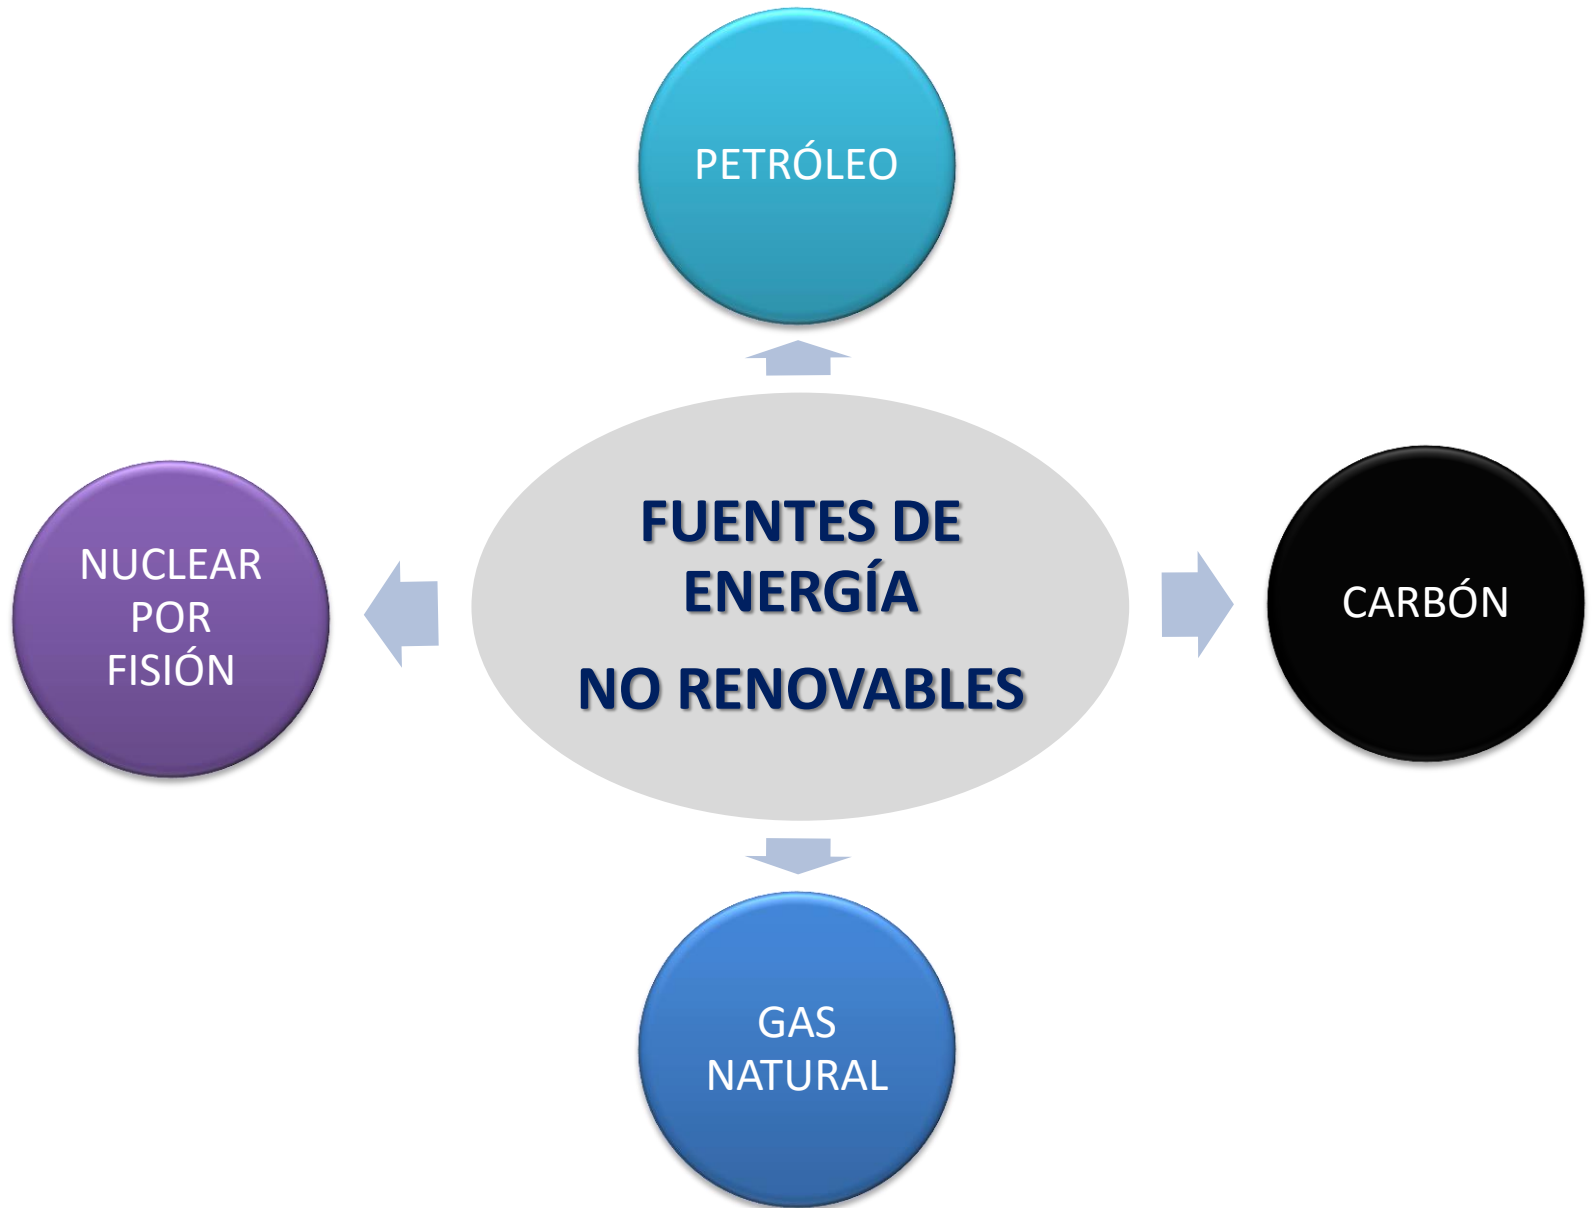 PETRÓLEO
FUENTES DE
ENERGÍA
NO RENOVABLES
NUCLEAR
POR
FISIÓN
CARBÓN
GAS
NATURAL